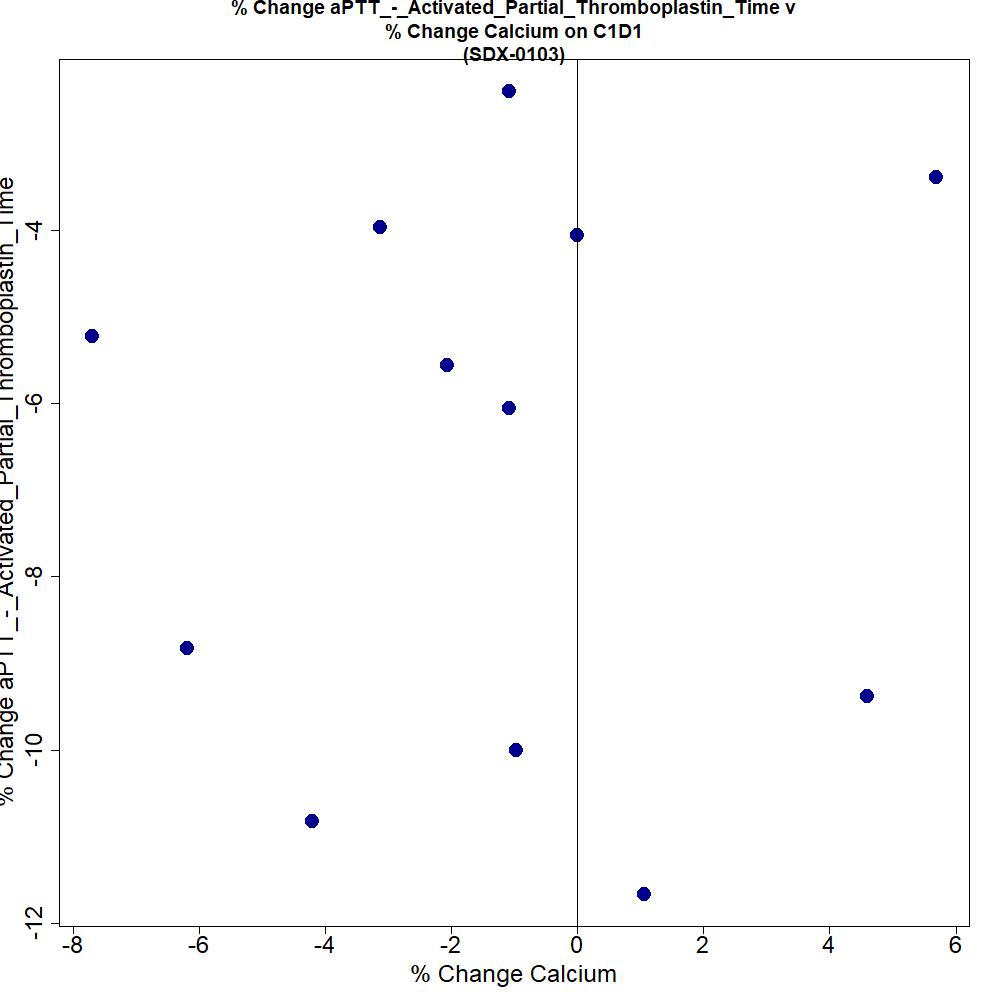 % Change aPTT_-_Activated_Partial_Thromboplastin_Time v
% Change Calcium on C1D1
(SDX-0103)
% Change aPTT_-_Activated_Partial_Thromboplastin_Time
-4
-6
-8
-10
-12
-8 -6 -4 -2 0 2 4 6
% Change Calcium